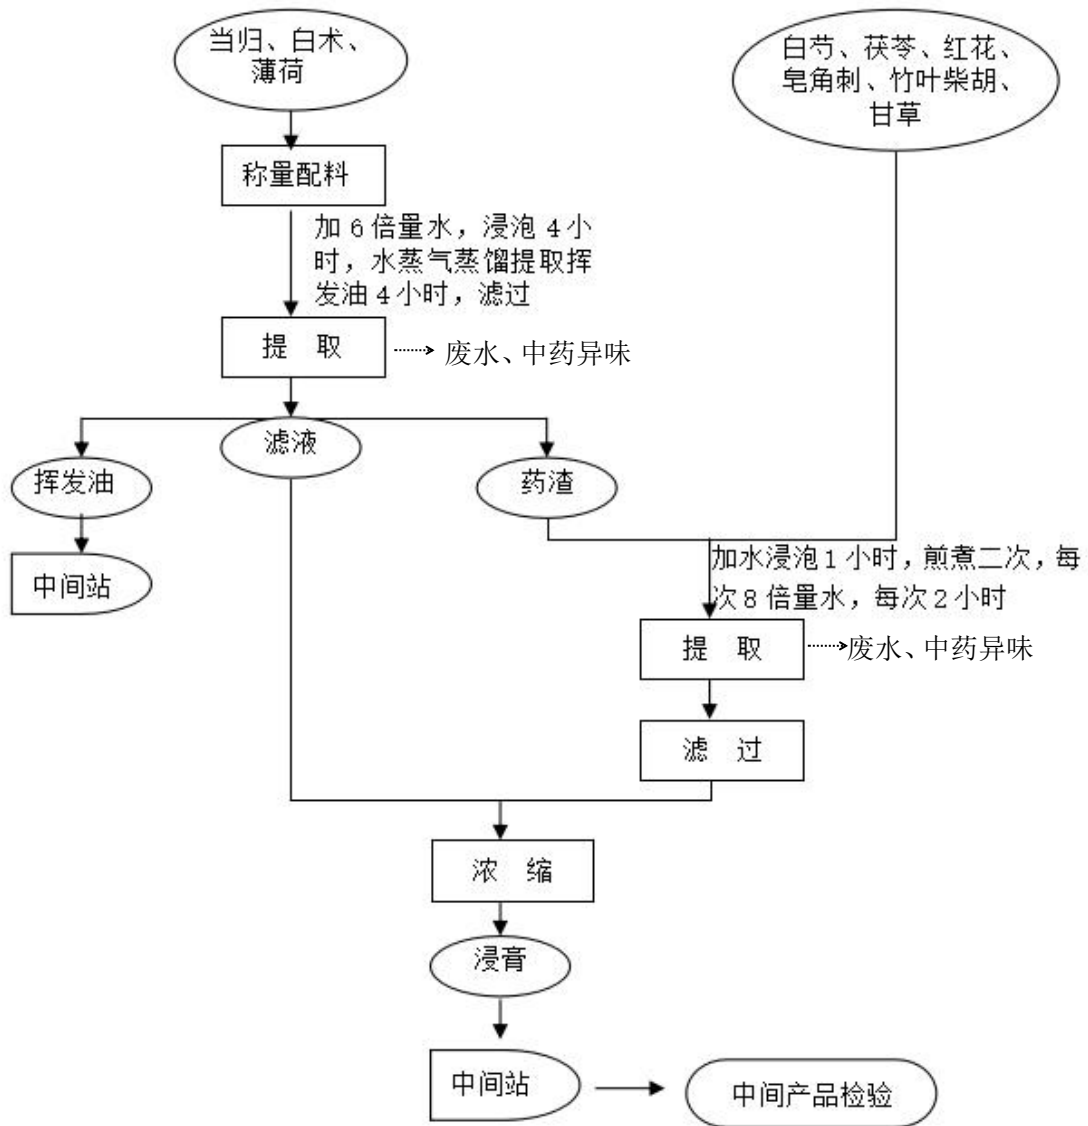 当归、白术、
薄荷
白芍、茯苓、红花、
皂角刺、竹叶柴胡、
甘草
称量配料
加 6 倍量水，浸泡 4 小
时，水蒸气蒸馏提取挥
发油 4 小时，滤过
提 取
废水、中药异味
滤液
挥发油
药渣
中间站
加水浸泡 1 小时，煎煮二次，每
次 8 倍量水，每次 2 小时
提 取
废水、中药异味
滤 过
浓 缩
浸膏
中间站
中间产品检验